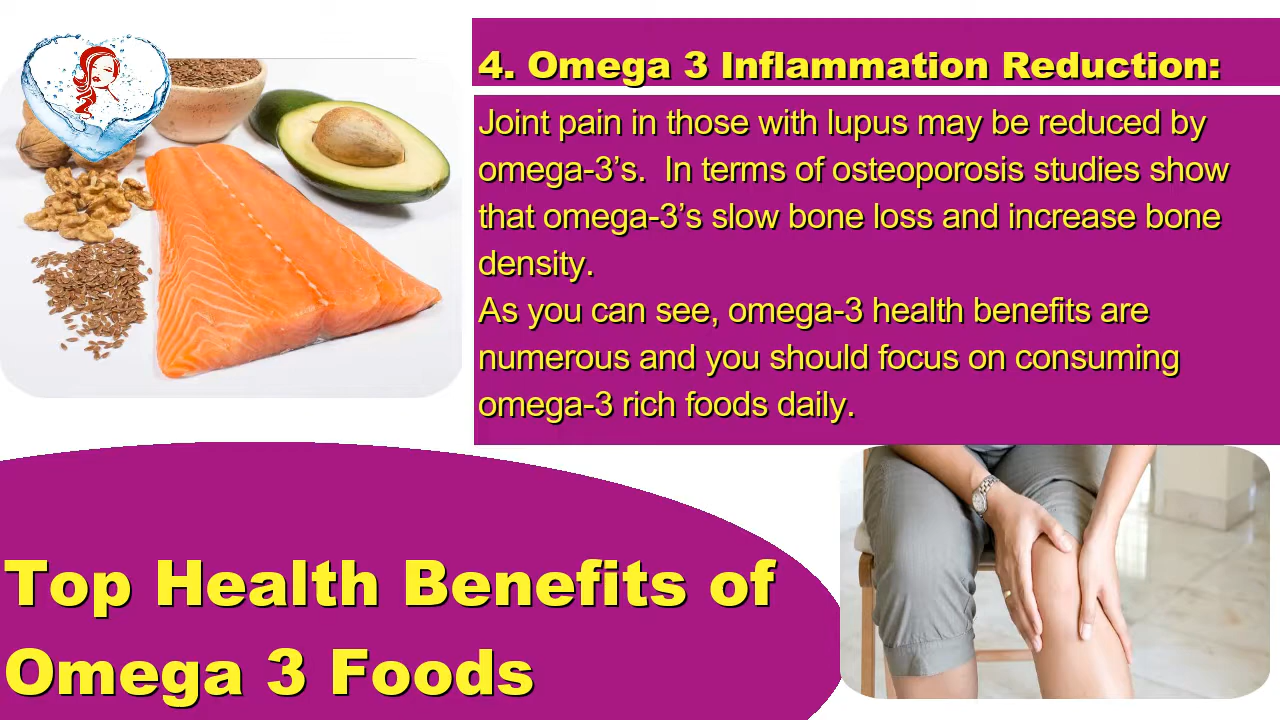 4. Omega 3 Inflammation Reduction:
Joint pain in those with lupus may be reduced by
omega-3’s.  In terms of osteoporosis studies show
that omega-3’s slow bone loss and increase bone
density.
As you can see, omega-3 health benefits are
numerous and you should focus on consuming
omega-3 rich foods daily.
Top Health Benefits of
Omega 3 Foods